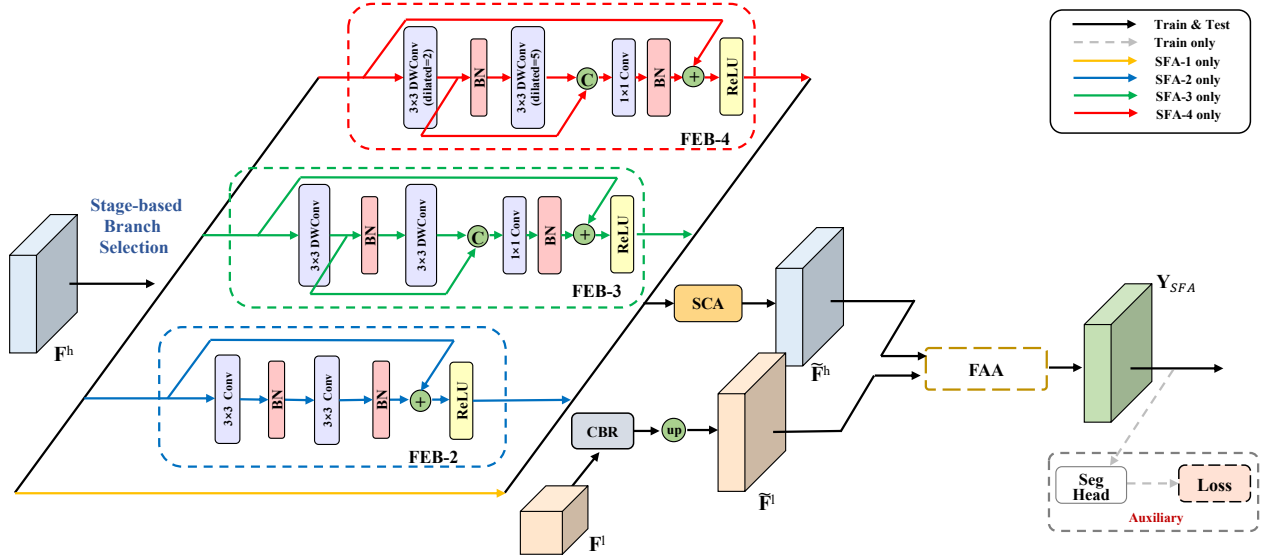 3×3 DWConv
(dilated=2)
BN
3×3 DWConv
(dilated=5)
C
1×1 Conv
BN
+
ReLU
FEB-4
Train & Test
Train only
SFA-1 only
SFA-2 only
SFA-3 only
SFA-4 only
Stage-based
Branch
Selection
3×3 DWConv
BN
3×3 DWConv
C
1×1 Conv
BN
+
ReLU
FEB-3
F^h
SCA
F̃^h
Y_SFA
FAA
3×3 Conv
BN
3×3 Conv
BN
+
ReLU
FEB-2
CBR
up
F̃^l
F^l
Seg
Head
Loss
Auxiliary